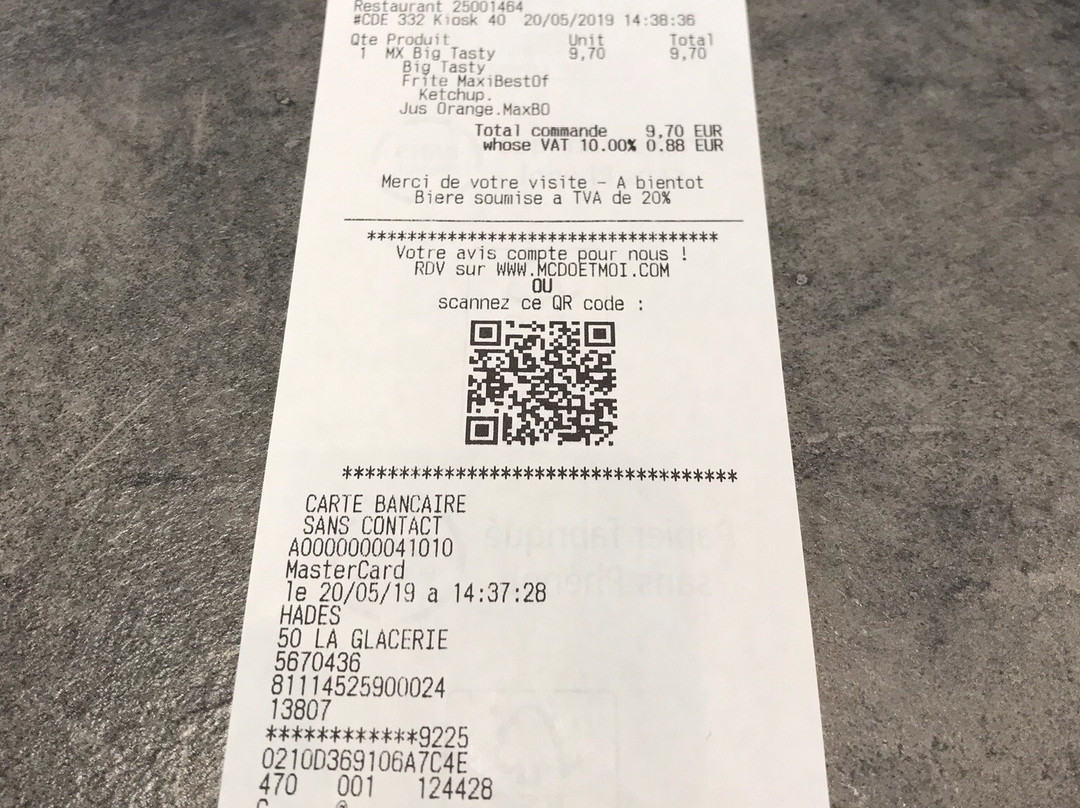 Restaurant 25001464
#CDE 332 Kiosk 40 20/05/2019 14:38:36
Qte Produit Unit Total
1 MX Big Tasty 9,70 9,70
Big Tasty
Frite MaxiBestOf
Ketchup.
Jus Orange.MaxBO
Total commande 9,70 EUR
whose VAT 10.00% 0.88 EUR
Merci de votre visite - A bientot
Biere soumise a TVA de 20%
***********************************
Votre avis compte pour nous !
RDV sur WWW.MCDOETMOI.COM
OU
scannez ce QR code :
***********************************
CARTE BANCAIRE
SANS CONTACT
A0000000041010
MasterCard
le 20/05/19 a 14:37:28
HADES
50 LA GLACERIE
5670436
81114525900024
13807
************9225
0210D369106A7C4E
470 001 124428
Papier fabriqué
sans Phénol